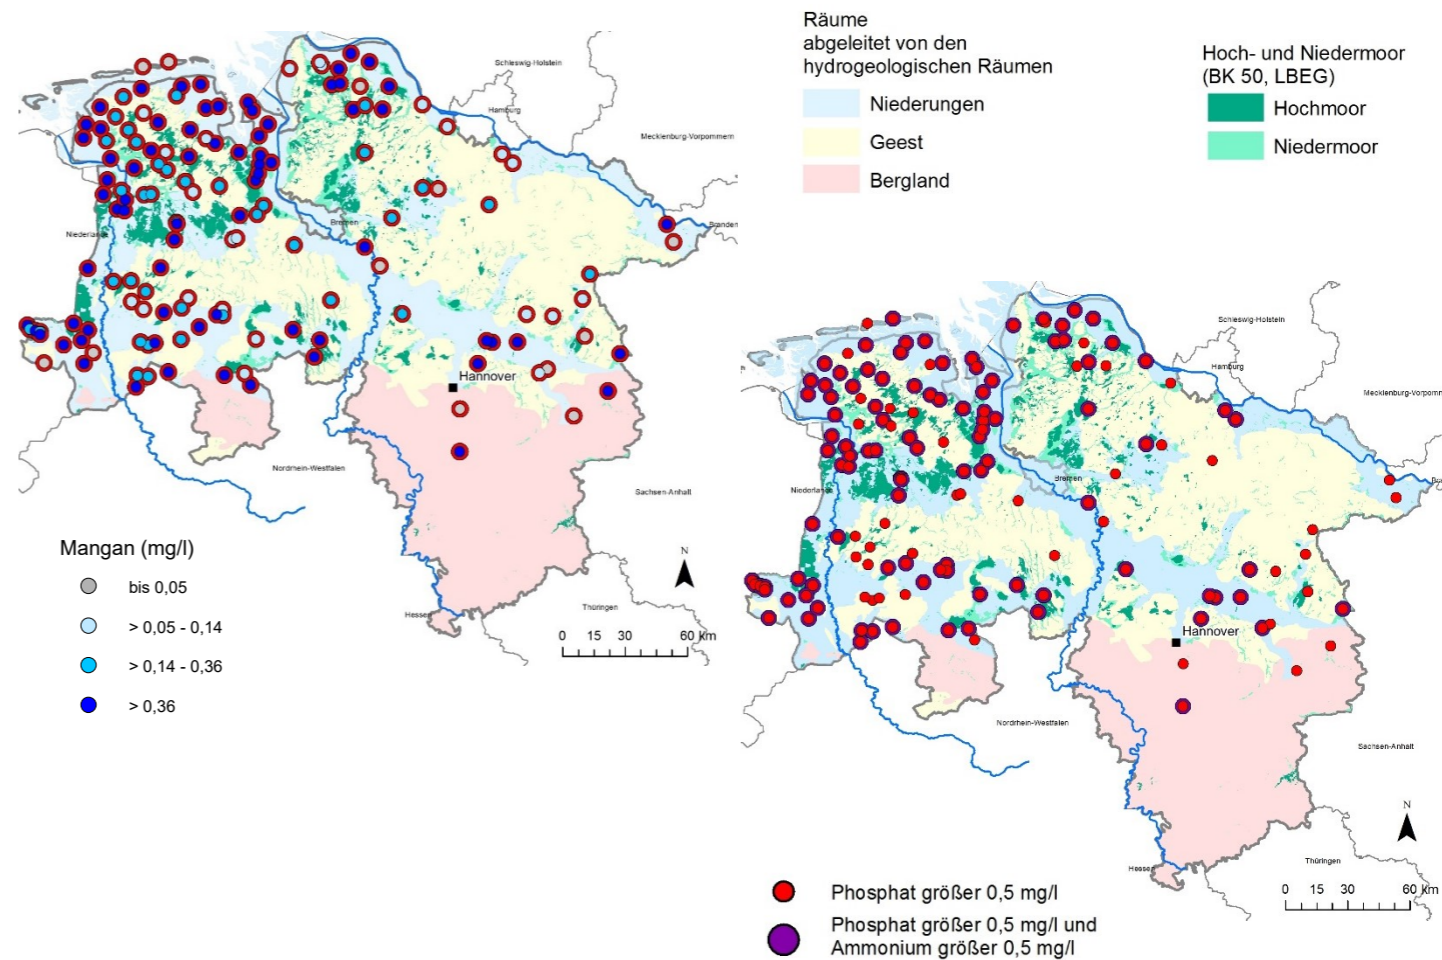 Räume
abgeleitet von den
hydrogeologischen Räumen
Niederungen
Geest
Bergland
Hoch- und Niedermoor
(BK 50, LBEG)
Hochmoor
Niedermoor
Schleswig-Holstein
Hamburg
Mecklenburg-Vorpommern
Branden
Bremen
Niederlande
Hannover
Nordrhein-Westfalen
Sachsen-Anhalt
Hessen
Thüringen
N
0 15 30 60 km
Mangan (mg/l)
bis 0,05
> 0,05 - 0,14
> 0,14 - 0,36
> 0,36
Schleswig-Holstein
Hamburg
Mecklenburg-Vorpomm
Bra
Bremen
Niederlande
Hannover
Nordrhein-Westfalen
Sachsen-Anhalt
Hessen
Thüringen
N
0 15 30 60 km
Phosphat größer 0,5 mg/l
Phosphat größer 0,5 mg/l und
Ammonium größer 0,5 mg/l